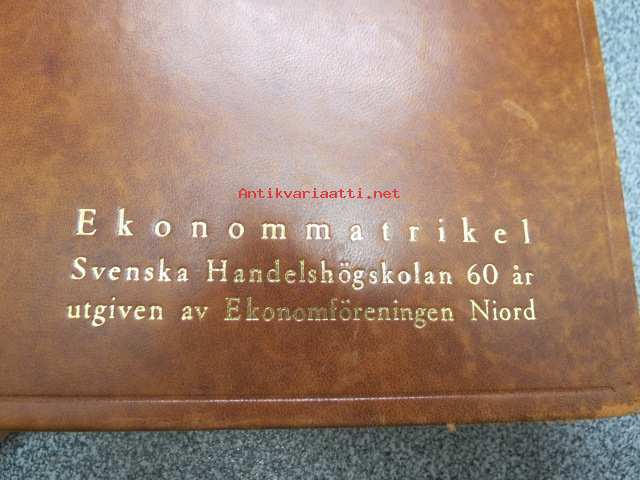 Antikvariaatti.net
Ekonommatrikel
Svenska Handelshögskolan 60 år
utgiven av Ekonomföreningen Niord